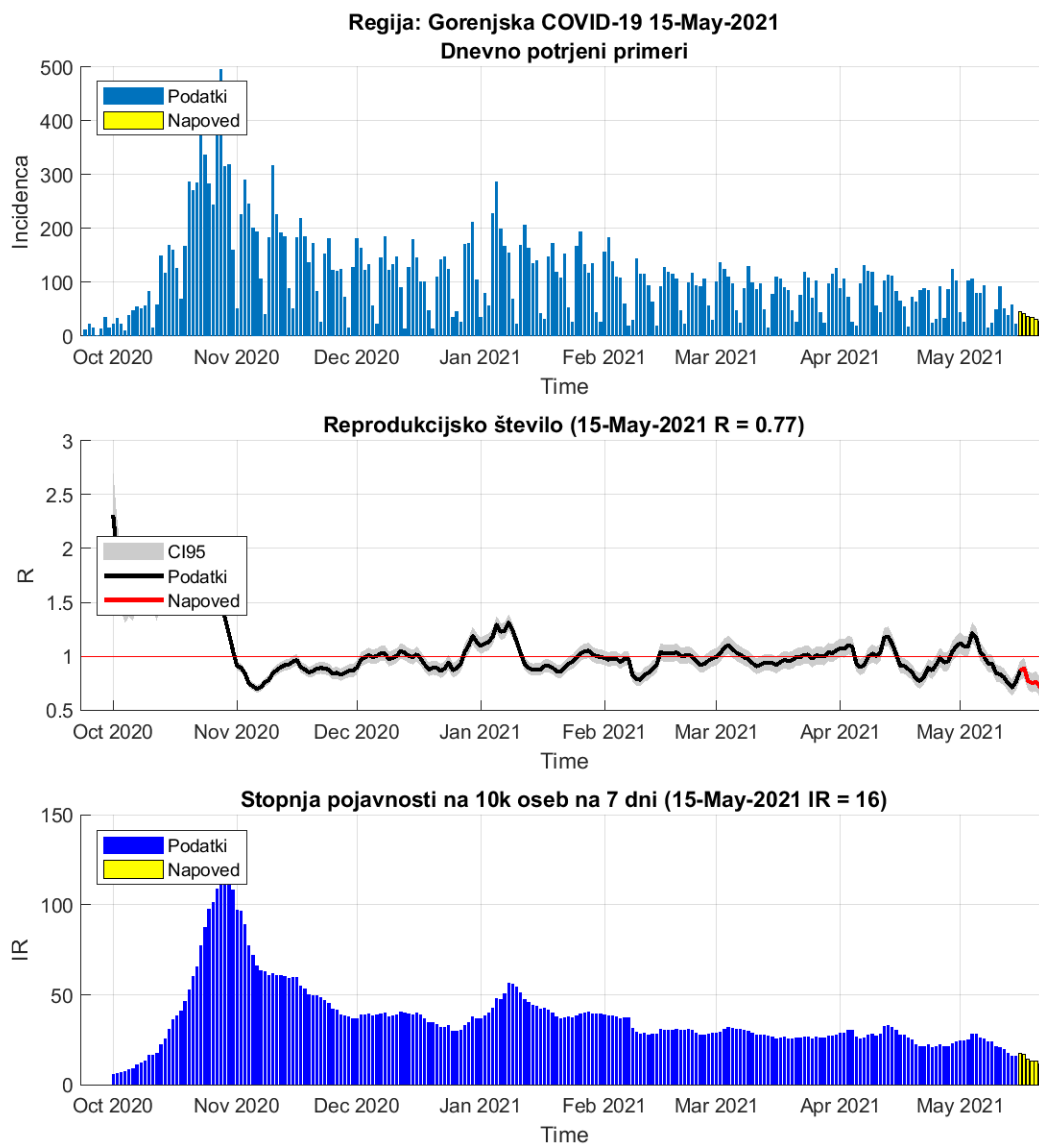 Regija: Gorenjska COVID-19 15-May-2021
Dnevno potrjeni primeri
500
400
300
200
100
0
Incidenca
Podatki
Napoved
Oct 2020 Nov 2020 Dec 2020 Jan 2021 Feb 2021 Mar 2021 Apr 2021 May 2021
Time
Reprodukcijsko število (15-May-2021 R = 0.77)
3
2.5
2
1.5
1
0.5
R
CI95
Podatki
Napoved
Oct 2020 Nov 2020 Dec 2020 Jan 2021 Feb 2021 Mar 2021 Apr 2021 May 2021
Time
Stopnja pojavnosti na 10k oseb na 7 dni (15-May-2021 IR = 16)
150
100
50
0
IR
Podatki
Napoved
Oct 2020 Nov 2020 Dec 2020 Jan 2021 Feb 2021 Mar 2021 Apr 2021 May 2021
Time